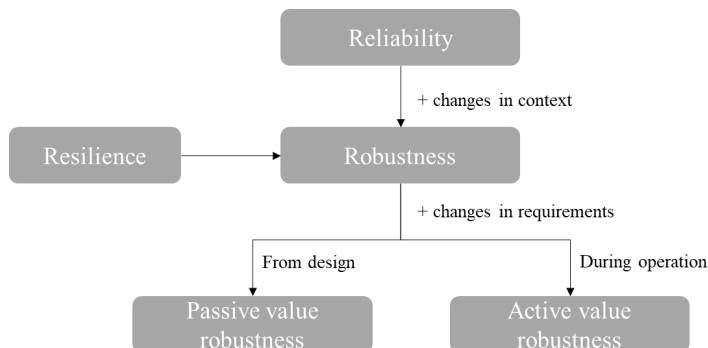 Reliability
+ changes in context
Resilience
Robustness
+ changes in requirements
From design
During operation
Passive value
robustness
Active value
robustness